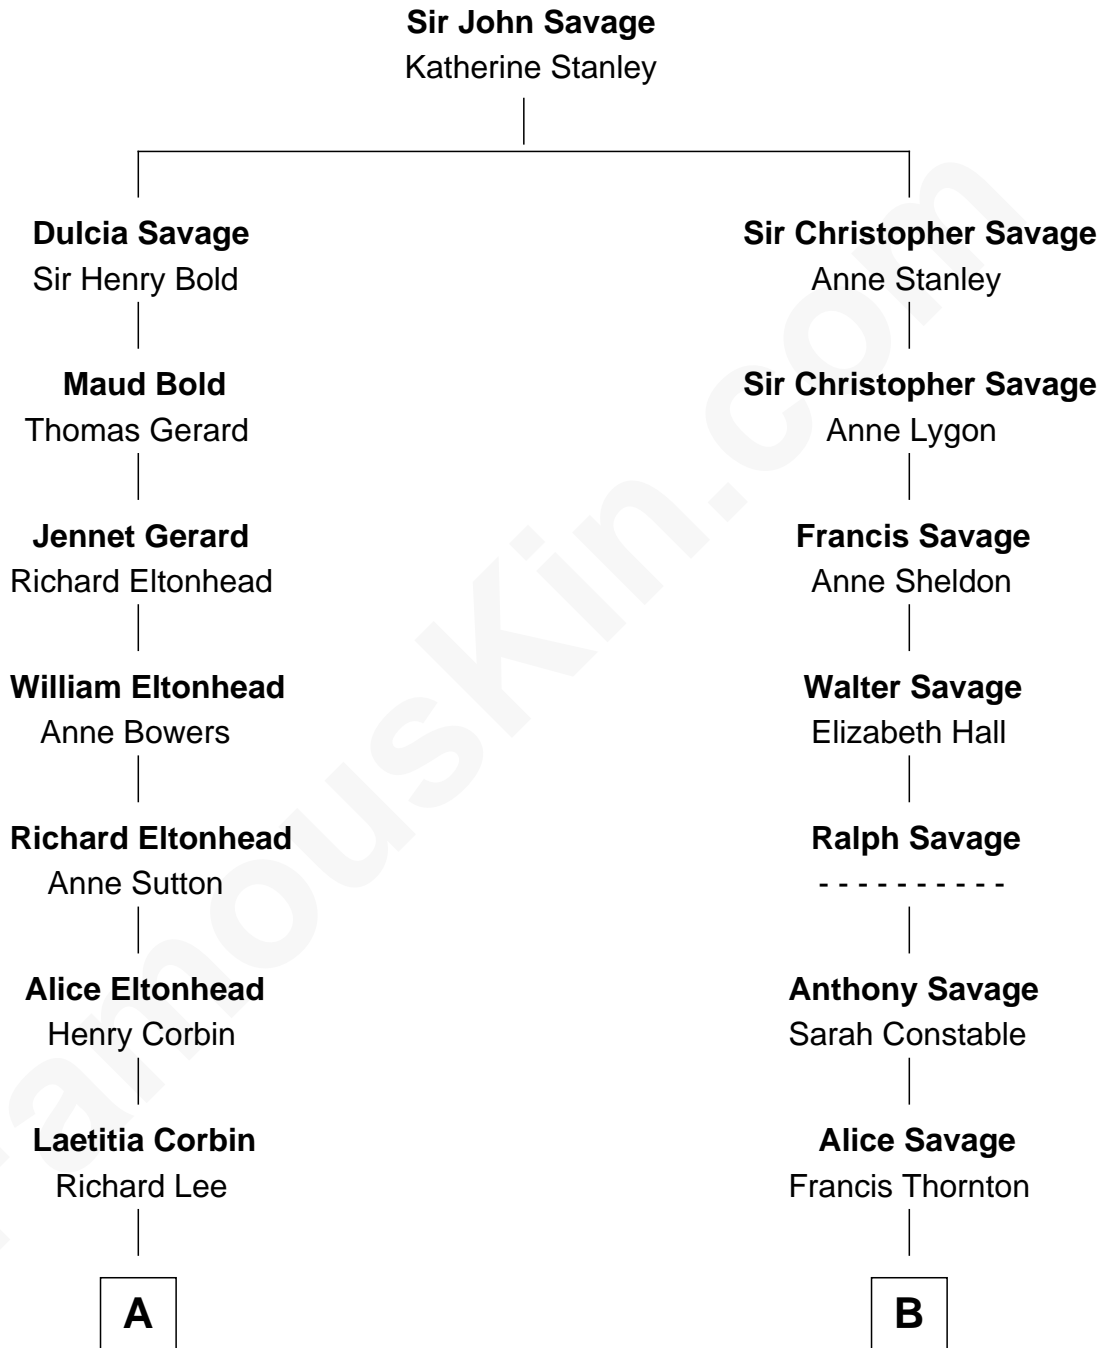 Sir John Savage
Katherine Stanley
Dulcia Savage
Sir Henry Bold
Maud Bold
Thomas Gerard
Jennet Gerard
Richard Eltonhead
William Eltonhead
Anne Bowers
Richard Eltonhead
Anne Sutton
Alice Eltonhead
Henry Corbin
Laetitia Corbin
Richard Lee
A
Sir Christopher Savage
Anne Stanley
Sir Christopher Savage
Anne Lygon
Francis Savage
Anne Sheldon
Walter Savage
Elizabeth Hall
Ralph Savage
- - - - - - - - - -
Anthony Savage
Sarah Constable
Alice Savage
Francis Thornton
B
FamousKin.com